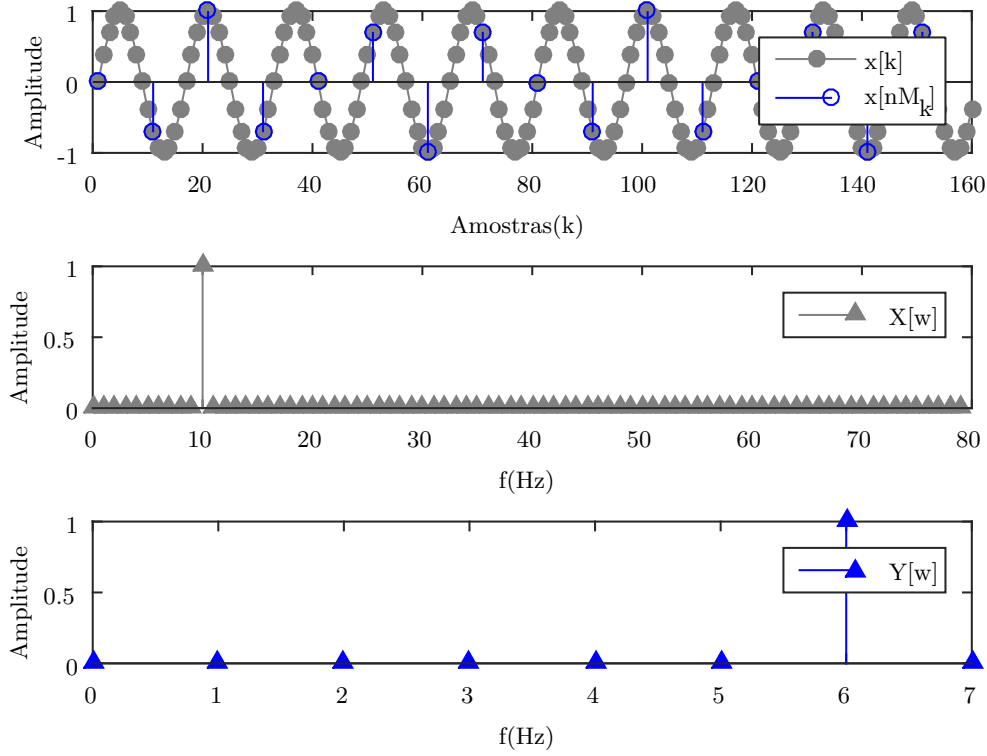 Amplitude
1
0
-1
x[k]
x[nM_k]
0 20 40 60 80 100 120 140 160
Amostras(k)
Amplitude
1
0.5
0
X[w]
0 10 20 30 40 50 60 70 80
f(Hz)
Amplitude
1
0.5
0
Y[w]
0 1 2 3 4 5 6 7
f(Hz)